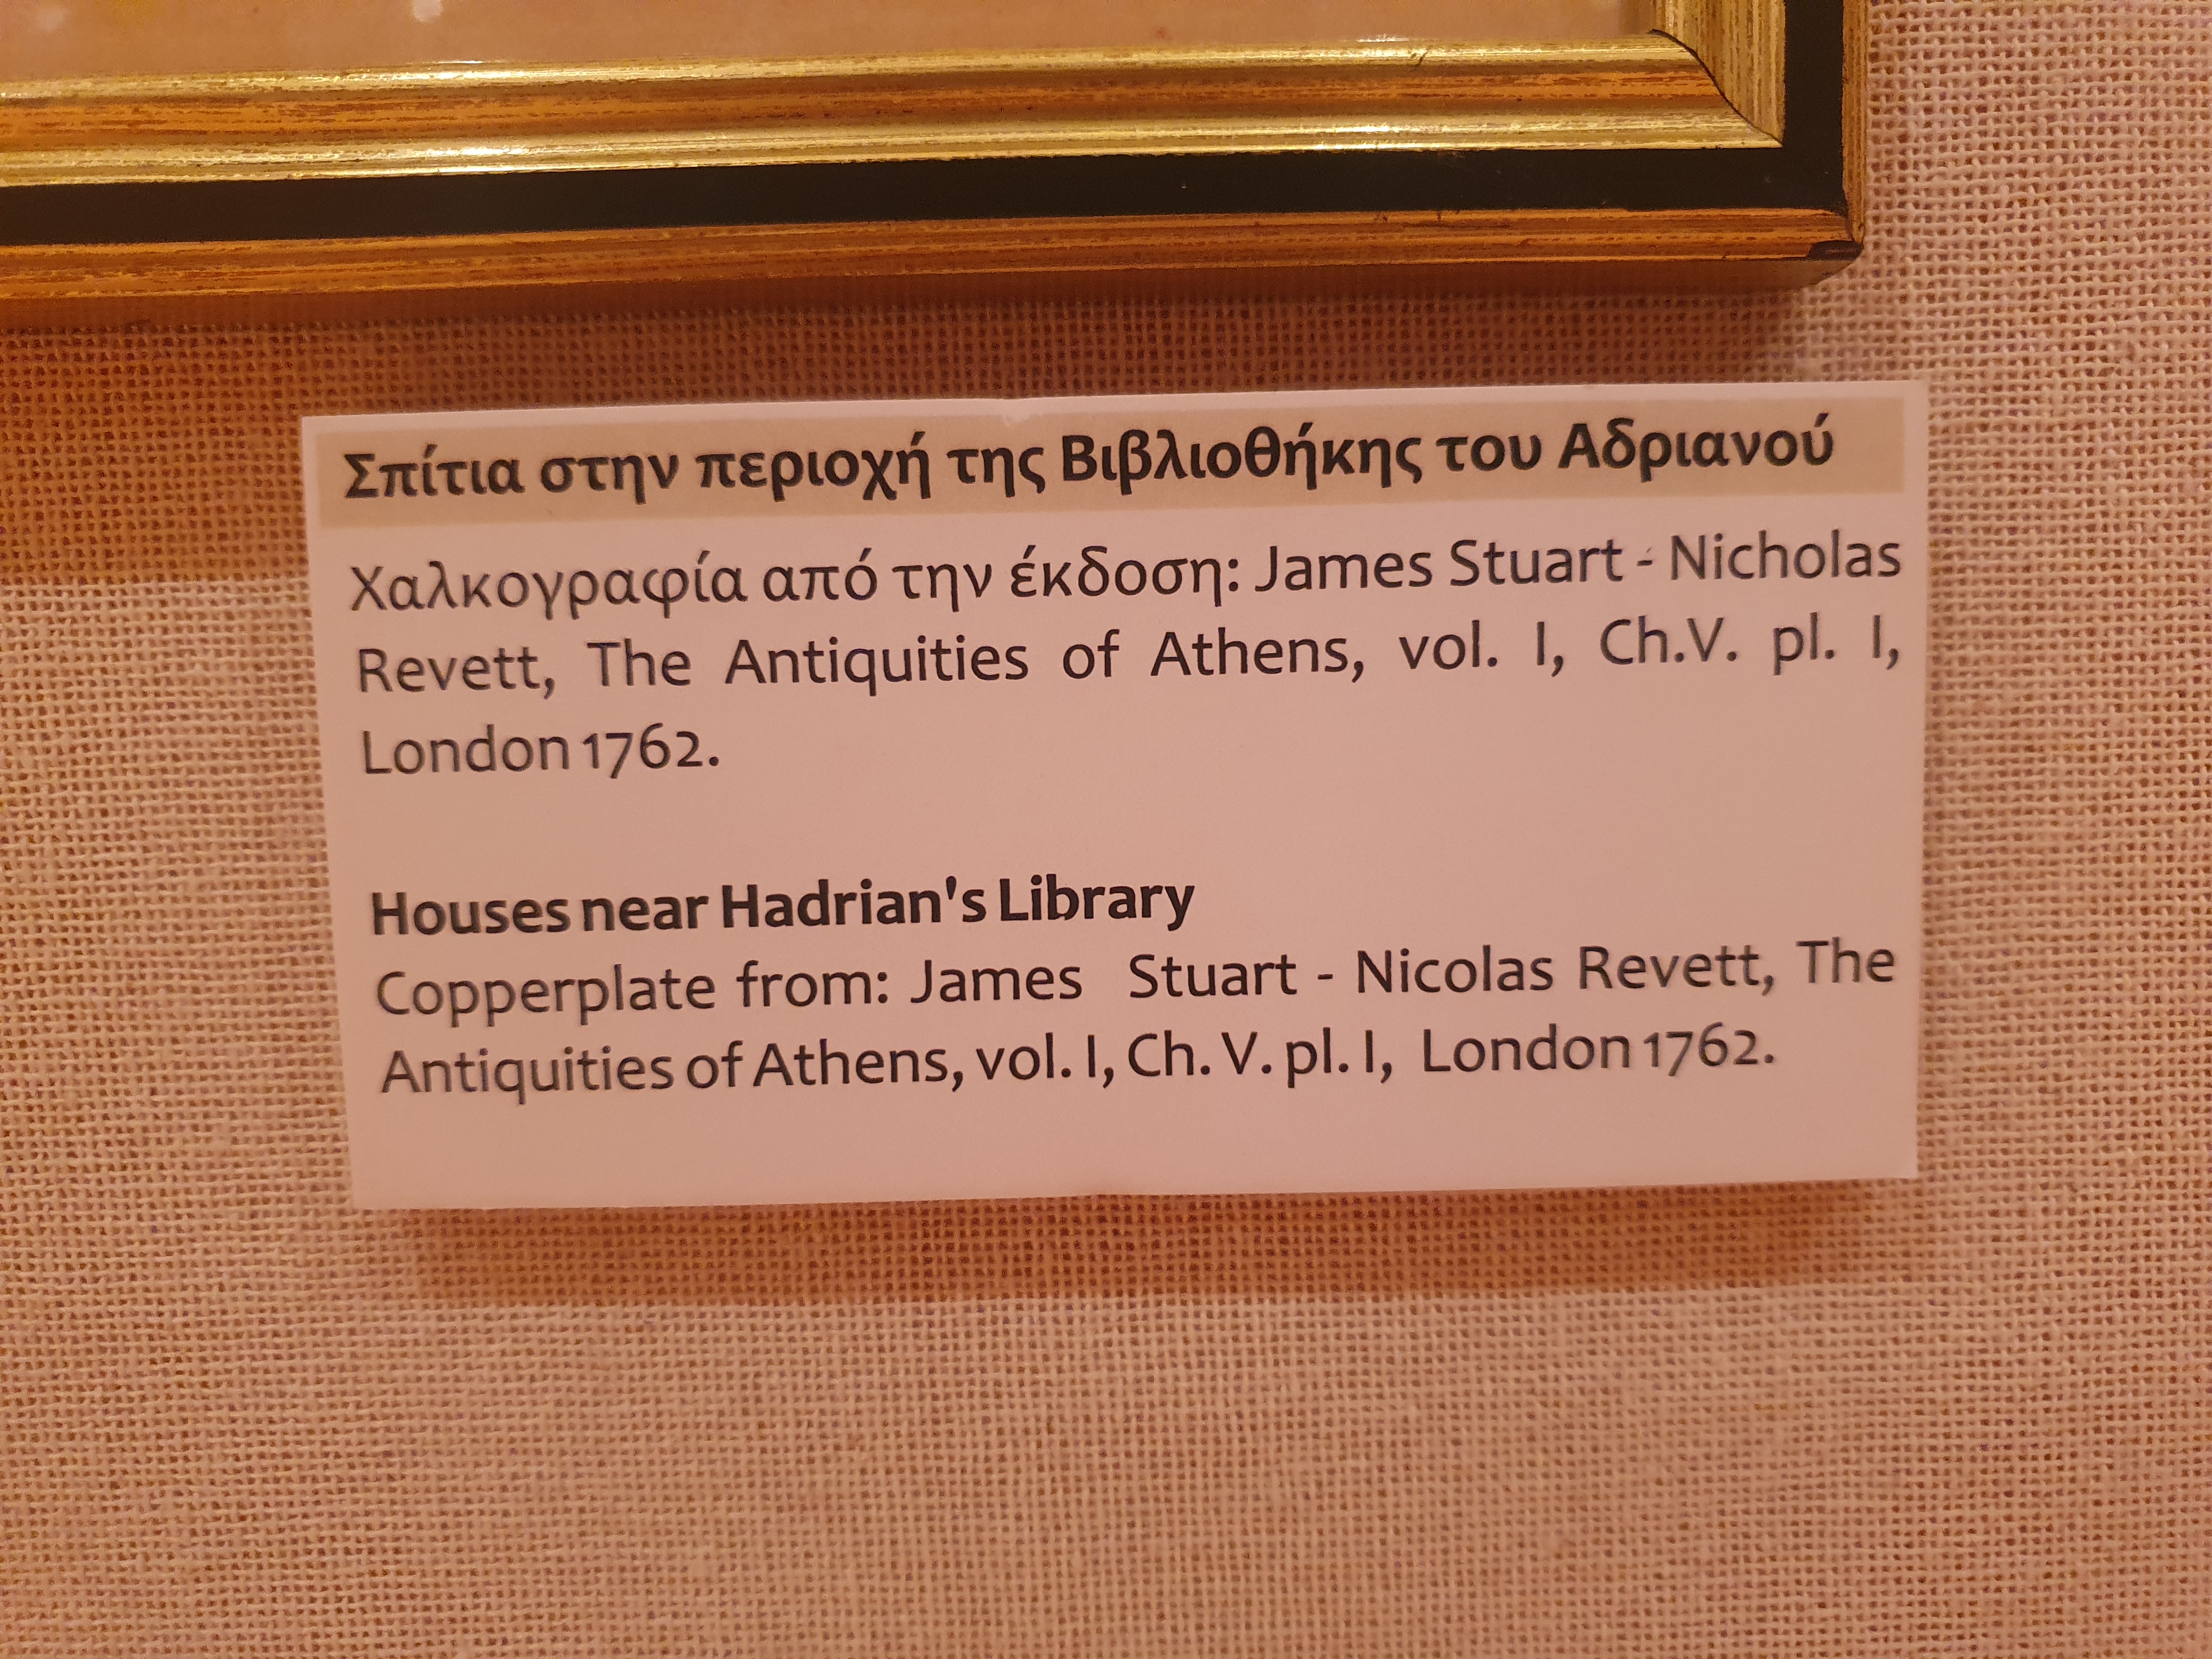 Σπίτια στην περιοχή της Βιβλιοθήκης του Αδριανού
Χαλκογραφία από την έκδοση: James Stuart - Nicholas
Revett, The Antiquities of Athens, vol. I, Ch.V. pl. I,
London 1762.
Houses near Hadrian's Library
Copperplate from: James Stuart - Nicolas Revett, The
Antiquities of Athens, vol. I, Ch. V. pl. I, London 1762.